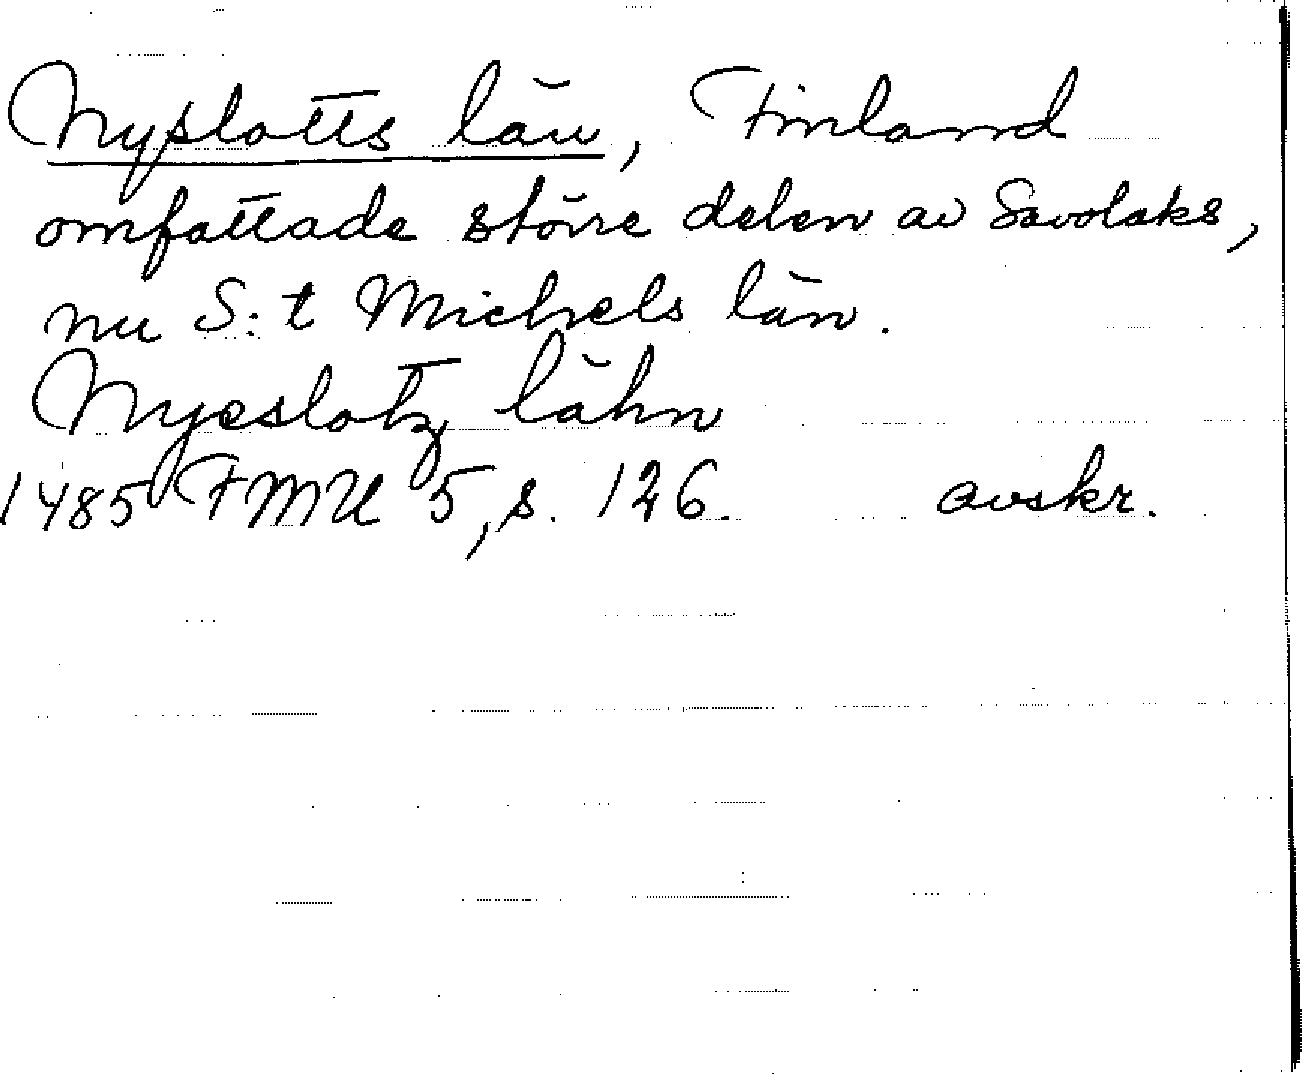 Nyslotts län, Finland
omfattade större delen av Savolaks,
nu S:t Michels län.
Nyeslotz lähn
1485 FMU 5, s. 126. avskr.